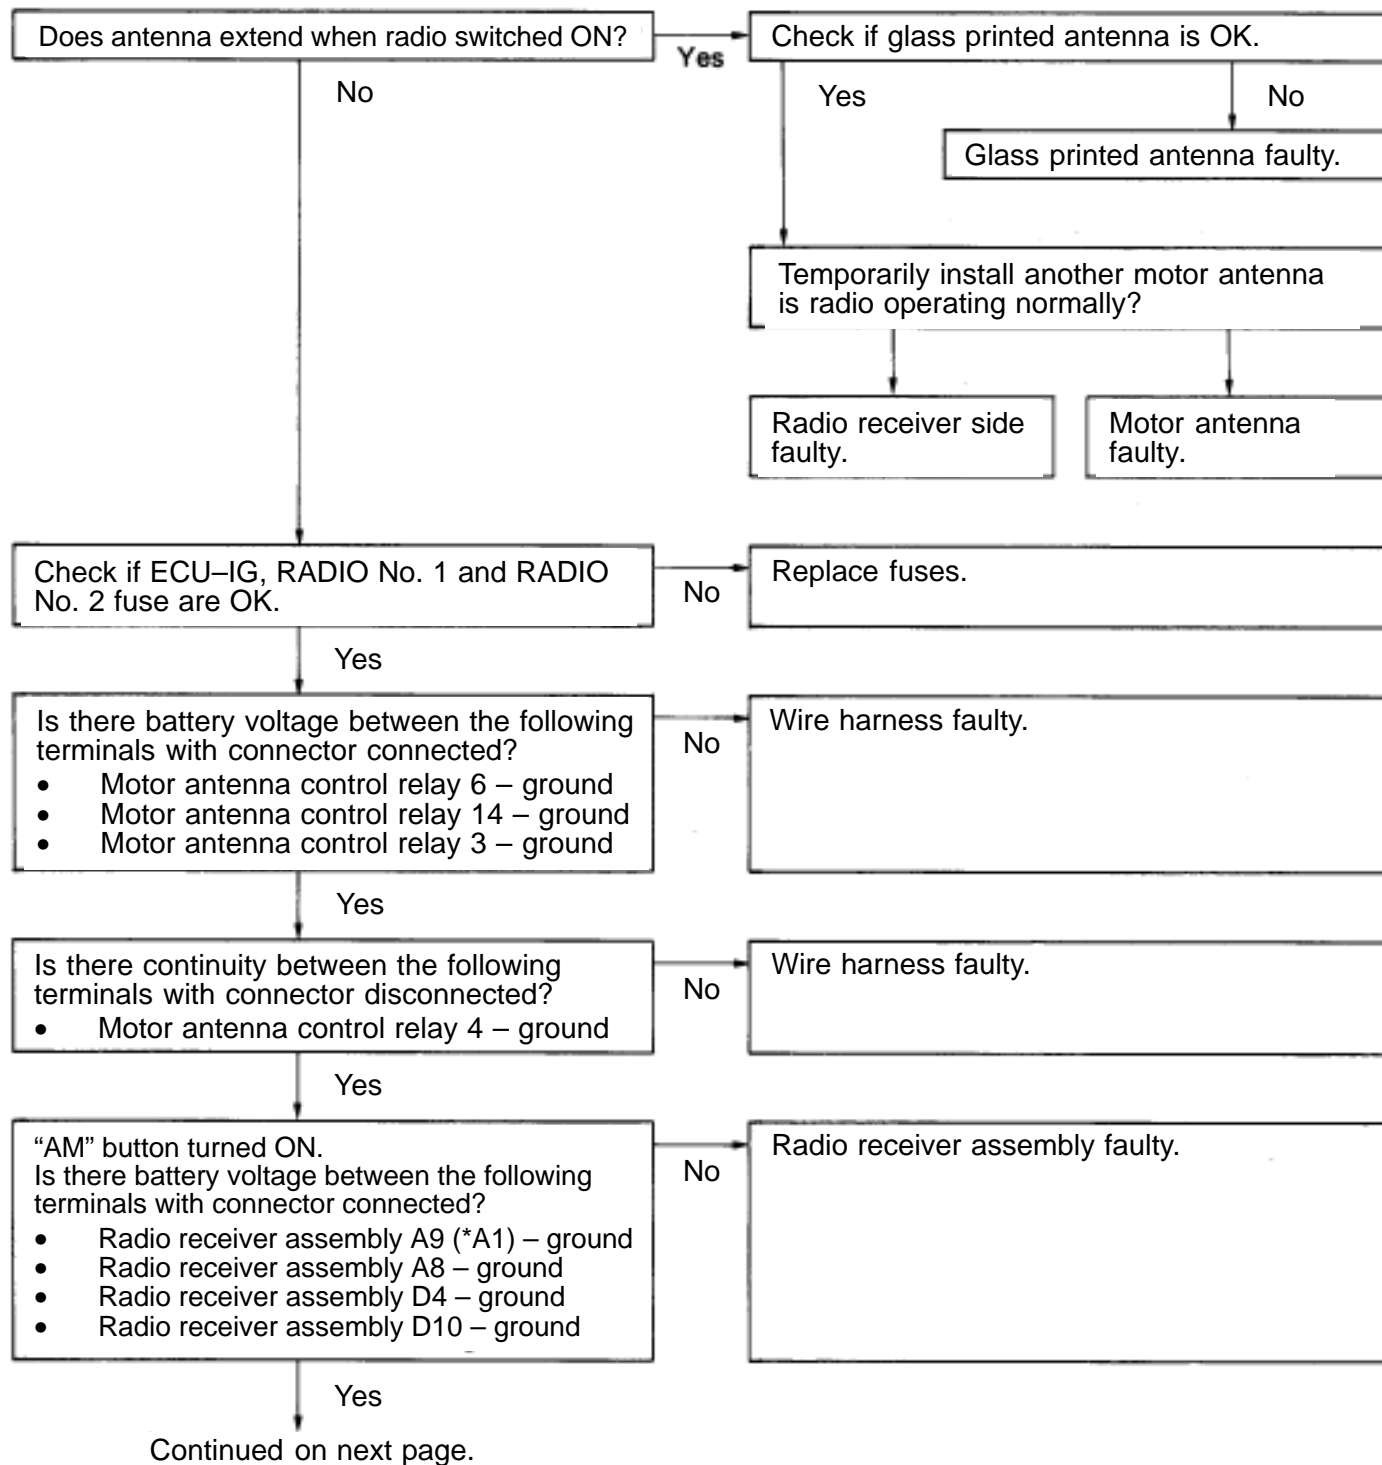 Does antenna extend when radio switched ON?
Yes
Check if glass printed antenna is OK.
No
Yes
No
Glass printed antenna faulty.
Temporarily install another motor antenna
is radio operating normally?
Radio receiver side
faulty.
Motor antenna
faulty.
Check if ECU–IG, RADIO No. 1 and RADIO
No. 2 fuse are OK.
No
Replace fuses.
Yes
Is there battery voltage between the following
terminals with connector connected?
• Motor antenna control relay 6 – ground
• Motor antenna control relay 14 – ground
• Motor antenna control relay 3 – ground
No
Wire harness faulty.
Yes
Is there continuity between the following
terminals with connector disconnected?
• Motor antenna control relay 4 – ground
No
Wire harness faulty.
Yes
“AM” button turned ON.
Is there battery voltage between the following
terminals with connector connected?
• Radio receiver assembly A9 (*A1) – ground
• Radio receiver assembly A8 – ground
• Radio receiver assembly D4 – ground
• Radio receiver assembly D10 – ground
No
Radio receiver assembly faulty.
Yes
Continued on next page.